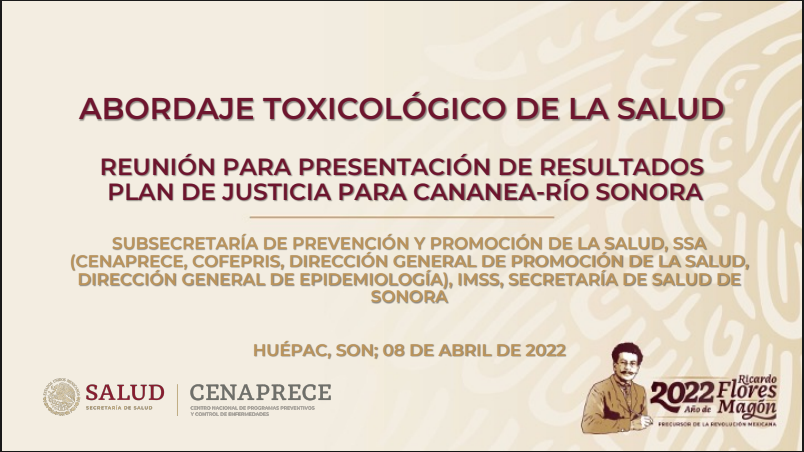 ABORDAJE TOXICOLÓGICO DE LA SALUD
REUNIÓN PARA PRESENTACIÓN DE RESULTADOS
PLAN DE JUSTICIA PARA CANANEA-RÍO SONORA
SUBSECRETARÍA DE PREVENCIÓN Y PROMOCIÓN DE LA SALUD, SSA
(CENAPRECE, COFEPRIS, DIRECCIÓN GENERAL DE PROMOCIÓN DE LA SALUD,
DIRECCIÓN GENERAL DE EPIDEMIOLOGÍA), IMSS, SECRETARÍA DE SALUD DE
SONORA
HUÉPAC, SON; 08 DE ABRIL DE 2022
SALUD
SECRETARÍA DE SALUD
CENAPRECE
CENTRO NACIONAL DE PROGRAMAS PREVENTIVOS
Y CONTROL DE ENFERMEDADES
2022 Ricardo
Flores
Año de Magón
PRECURSOR DE LA REVOLUCIÓN MEXICANA